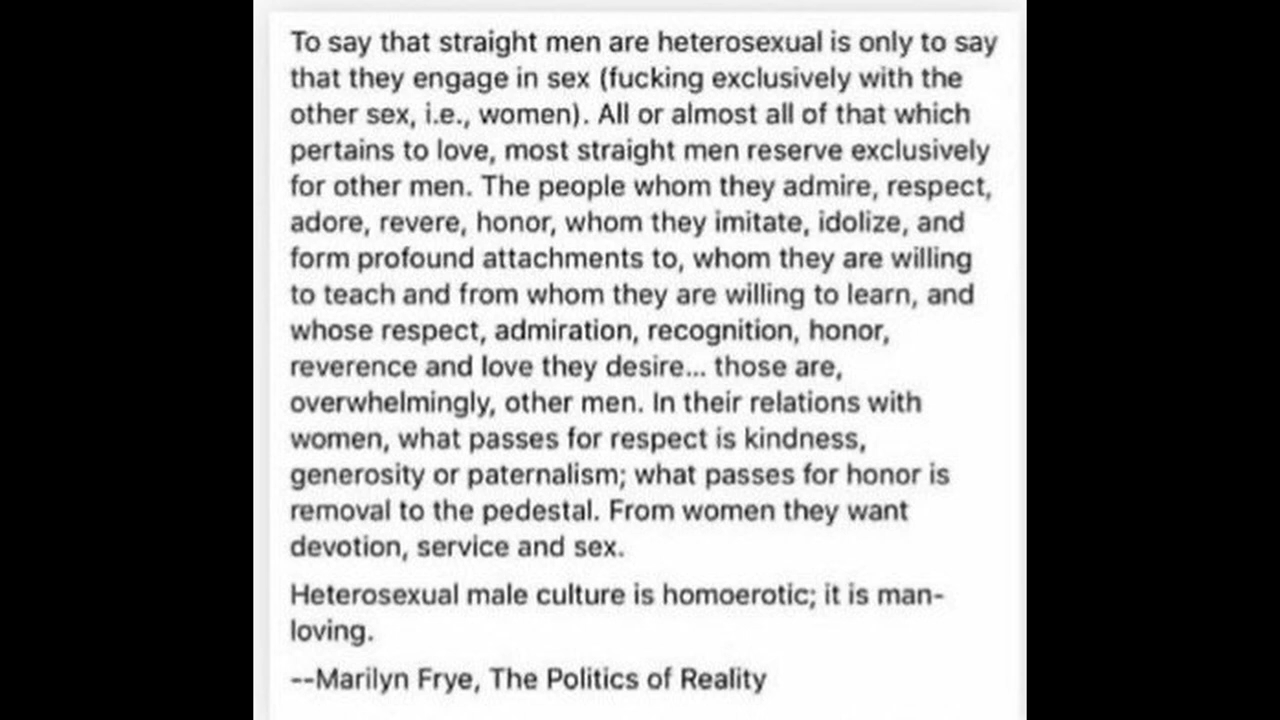 To say that straight men are heterosexual is only to say
that they engage in sex (fucking exclusively with the
other sex, i.e., women). All or almost all of that which
pertains to love, most straight men reserve exclusively
for other men. The people whom they admire, respect,
adore, revere, honor, whom they imitate, idolize, and
form profound attachments to, whom they are willing
to teach and from whom they are willing to learn, and
whose respect, admiration, recognition, honor,
reverence and love they desire... those are,
overwhelmingly, other men. In their relations with
women, what passes for respect is kindness,
generosity or paternalism; what passes for honor is
removal to the pedestal. From women they want
devotion, service and sex.
Heterosexual male culture is homoerotic; it is man-
loving.
--Marilyn Frye, The Politics of Reality